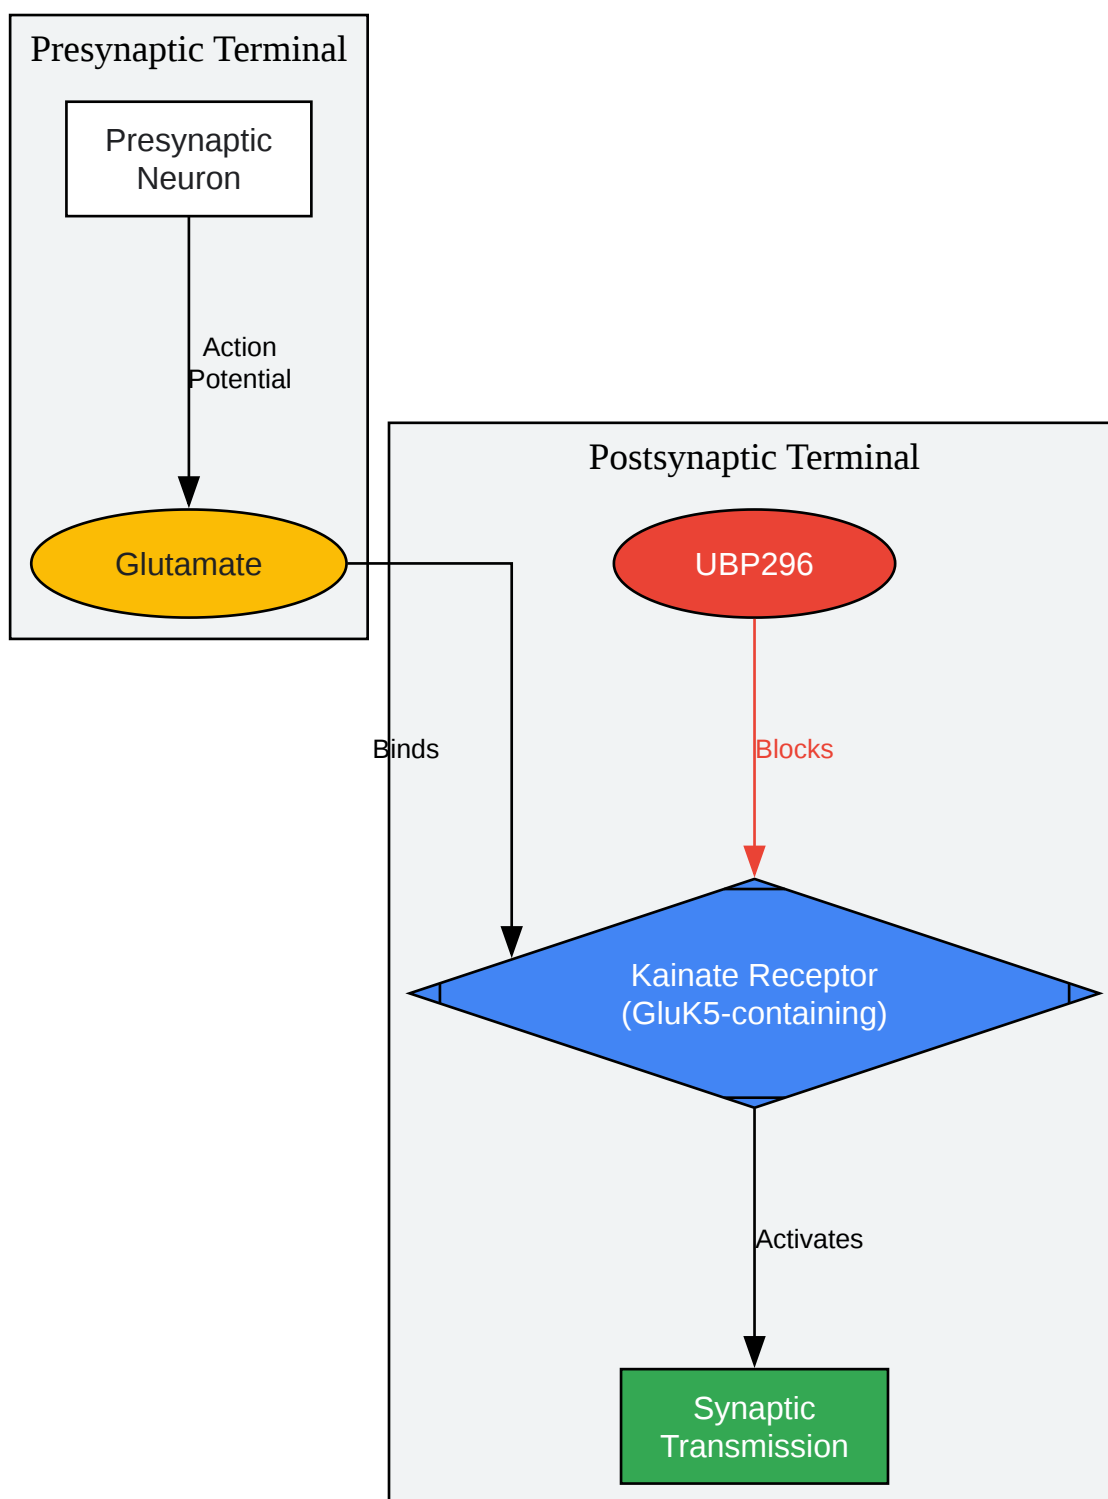 Presynaptic Terminal
Presynaptic
Neuron
Action
Potential
Glutamate
Postsynaptic Terminal
UBP296
Binds
Blocks
Kainate Receptor
(GluK5-containing)
Activates
Synaptic
Transmission